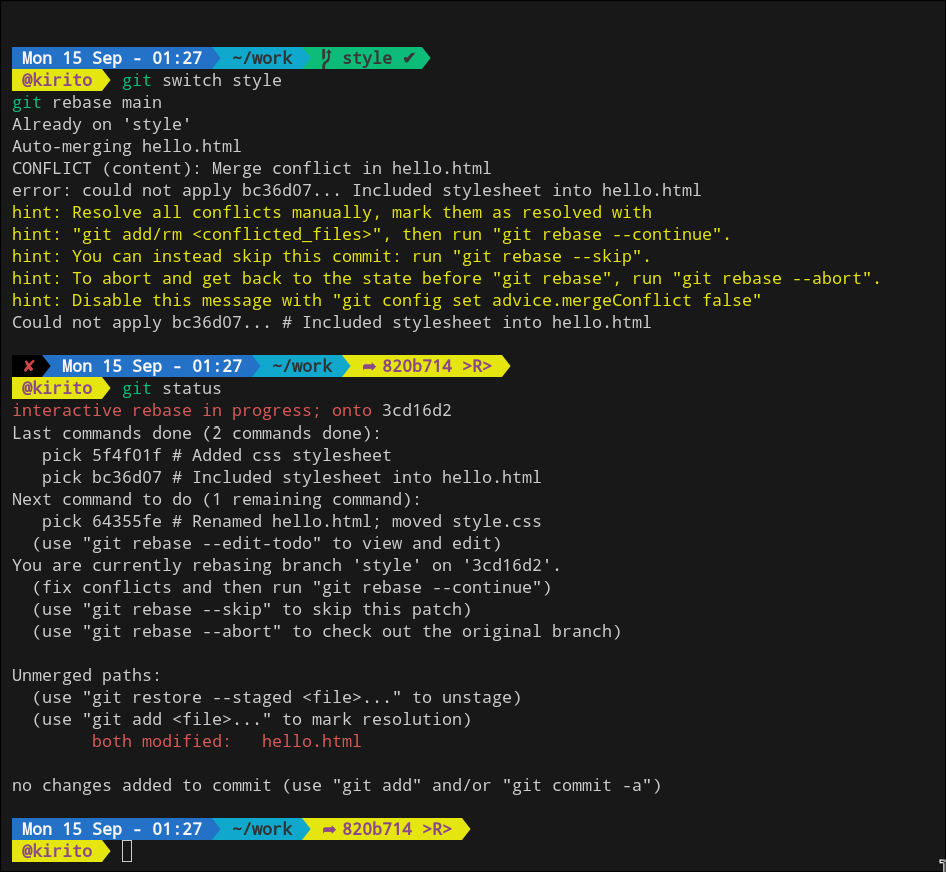 Mon 15 Sep - 01:27 ~/work style ✔
@kirito git switch style
git rebase main
Already on 'style'
Auto-merging hello.html
CONFLICT (content): Merge conflict in hello.html
error: could not apply bc36d07... Included stylesheet into hello.html
hint: Resolve all conflicts manually, mark them as resolved with
hint: "git add/rm <conflicted_files>", then run "git rebase --continue".
hint: You can instead skip this commit: run "git rebase --skip".
hint: To abort and get back to the state before "git rebase", run "git rebase --abort".
hint: Disable this message with "git config set advice.mergeConflict false"
Could not apply bc36d07... # Included stylesheet into hello.html
✘ Mon 15 Sep - 01:27 ~/work ➦ 820b714 >R>
@kirito git status
interactive rebase in progress; onto 3cd16d2
Last commands done (2 commands done):
   pick 5f4f01f # Added css stylesheet
   pick bc36d07 # Included stylesheet into hello.html
Next command to do (1 remaining command):
   pick 64355fe # Renamed hello.html; moved style.css
  (use "git rebase --edit-todo" to view and edit)
You are currently rebasing branch 'style' on '3cd16d2'.
  (fix conflicts and then run "git rebase --continue")
  (use "git rebase --skip" to skip this patch)
  (use "git rebase --abort" to check out the original branch)
Unmerged paths:
  (use "git restore --staged <file>..." to unstage)
  (use "git add <file>..." to mark resolution)
        both modified:   hello.html
no changes added to commit (use "git add" and/or "git commit -a")
Mon 15 Sep - 01:27 ~/work ➦ 820b714 >R>
@kirito